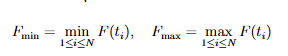 F_min = min_{1≤i≤N} F(t_i), F_max = max_{1≤i≤N} F(t_i)